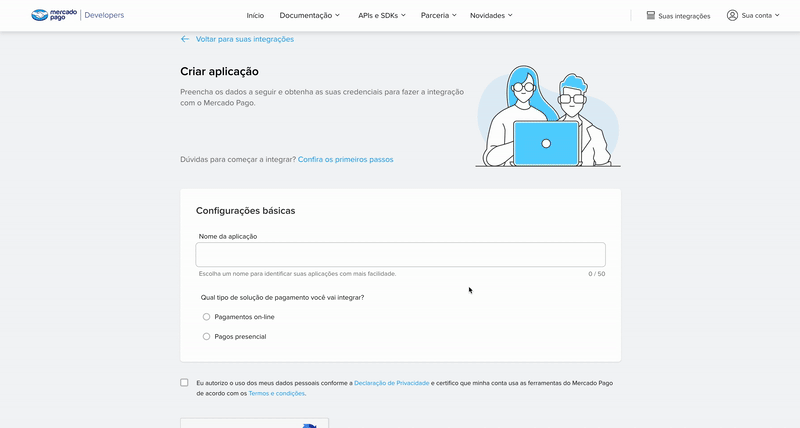 mercado pago | Developers
Início
Documentação
APIs e SDKs
Parceria
Novidades
Suas integrações
Sua conta
Voltar para suas integrações
Criar aplicação
Preencha os dados a seguir e obtenha as suas credenciais para fazer a integração
com o Mercado Pago.
Dúvidas para começar a integrar? Confira os primeiros passos
Configurações básicas
Nome da aplicação
Escolha um nome para identificar suas aplicações com mais facilidade.
0 / 50
Qual tipo de solução de pagamento você vai integrar?
Pagamentos on-line
Pagos presencial
Eu autorizo o uso dos meus dados pessoais conforme a Declaração de Privacidade e certifico que minha conta usa as ferramentas do Mercado Pago
de acordo com os Termos e condições.